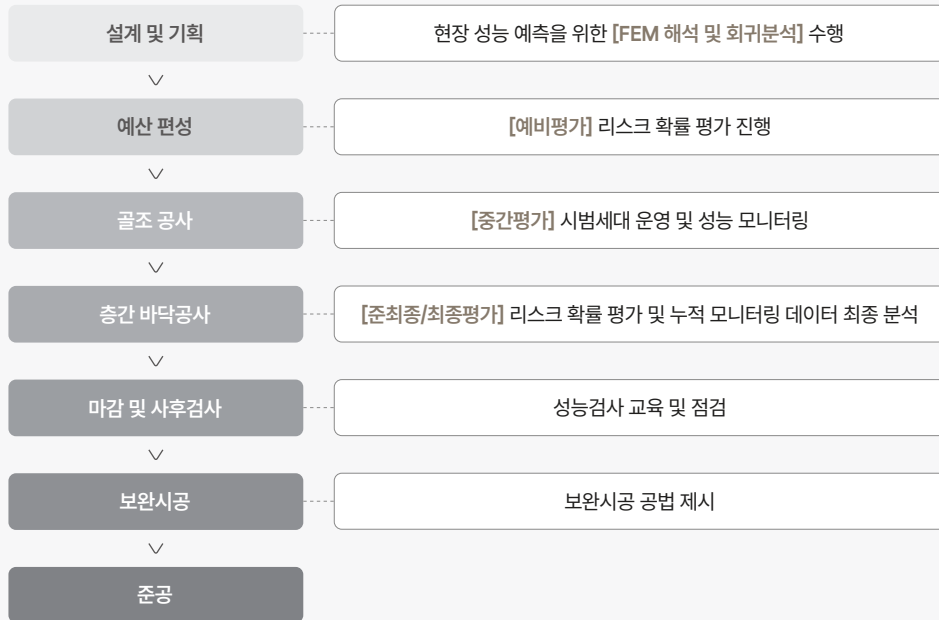 설계 및 기획
현장 성능 예측을 위한 [FEM 해석 및 회귀분석] 수행
예산 편성
[예비평가] 리스크 확률 평가 진행
골조 공사
[중간평가] 시범세대 운영 및 성능 모니터링
층간 바닥공사
[준최종/최종평가] 리스크 확률 평가 및 누적 모니터링 데이터 최종 분석
마감 및 사후검사
성능검사 교육 및 점검
보완시공
보완시공 공법 제시
준공